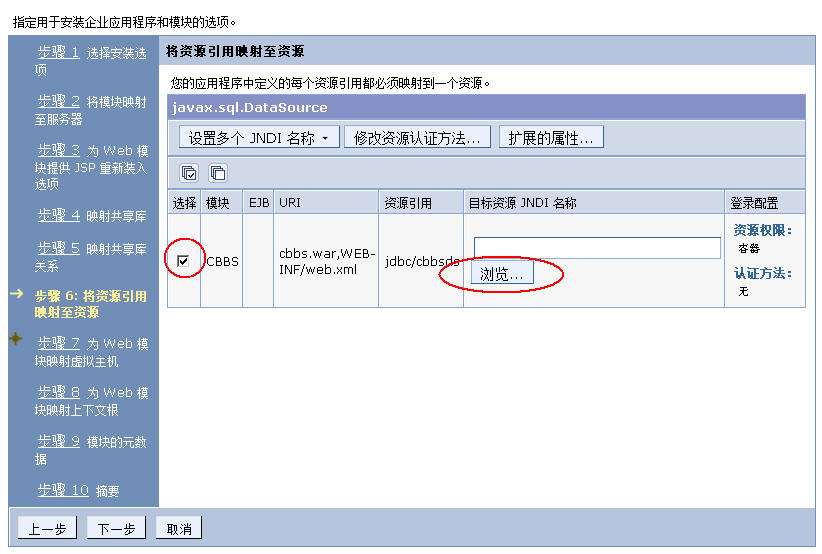 指定用于安装企业应用程序和模块的选项。
步骤 1 选择安装选
项
步骤 2 将模块映射
至服务器
步骤 3 为 Web 模
块提供 JSP 重新装入
选项
步骤 4 映射共享库
步骤 5 映射共享库
关系
步骤 6: 将资源引用
映射至资源
步骤 7 为 Web 模
块映射虚拟主机
步骤 8 为 Web 模
块映射上下文根
步骤 9 模块的元数
据
步骤 10 摘要
将资源引用映射至资源
您的应用程序中定义的每个资源引用都必须映射到一个资源。
javax.sql.DataSource
设置多个 JNDI 名称 修改资源认证方法... 扩展的属性...
选择 模块 EJB URI 资源引用 目标资源 JNDI 名称 登录配置
CBBS
cbbs.war,WEB-
INF/web.xml
jdbc/cbbsds
浏览...
资源权限：
容器
认证方法：
无
上一步 下一步 取消